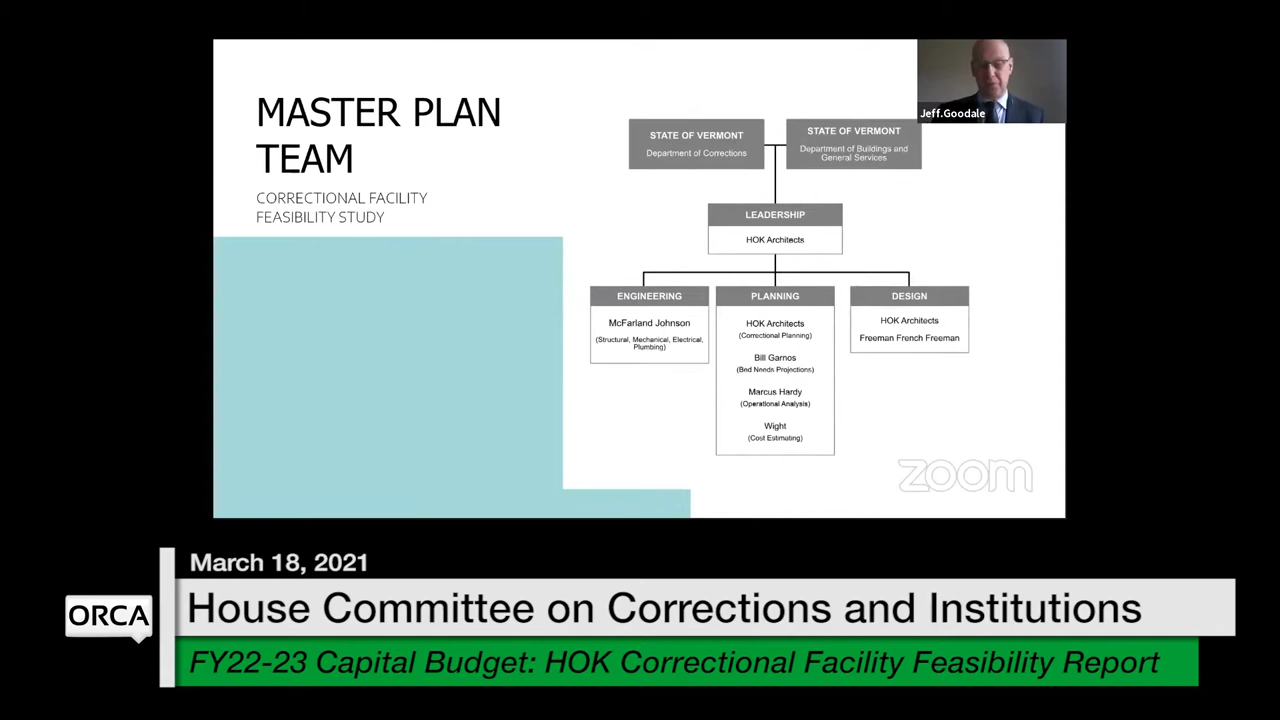 MASTER PLAN
TEAM
CORRECTIONAL FACILITY
FEASIBILITY STUDY
Jeff.Goodale
STATE OF VERMONT
Department of Corrections
STATE OF VERMONT
Department of Buildings and
General Services
LEADERSHIP
HOK Architects
ENGINEERING
McFarland Johnson
(Structural, Mechanical, Electrical,
Plumbing)
PLANNING
HOK Architects
(Correctional Planning)
Bill Garnos
(Bed Needs Projections)
Marcus Hardy
(Operational Analysis)
Wight
(Cost Estimating)
DESIGN
HOK Architects
Freeman French Freeman
zoom
March 18, 2021
ORCA
House Committee on Corrections and Institutions
FY22-23 Capital Budget: HOK Correctional Facility Feasibility Report